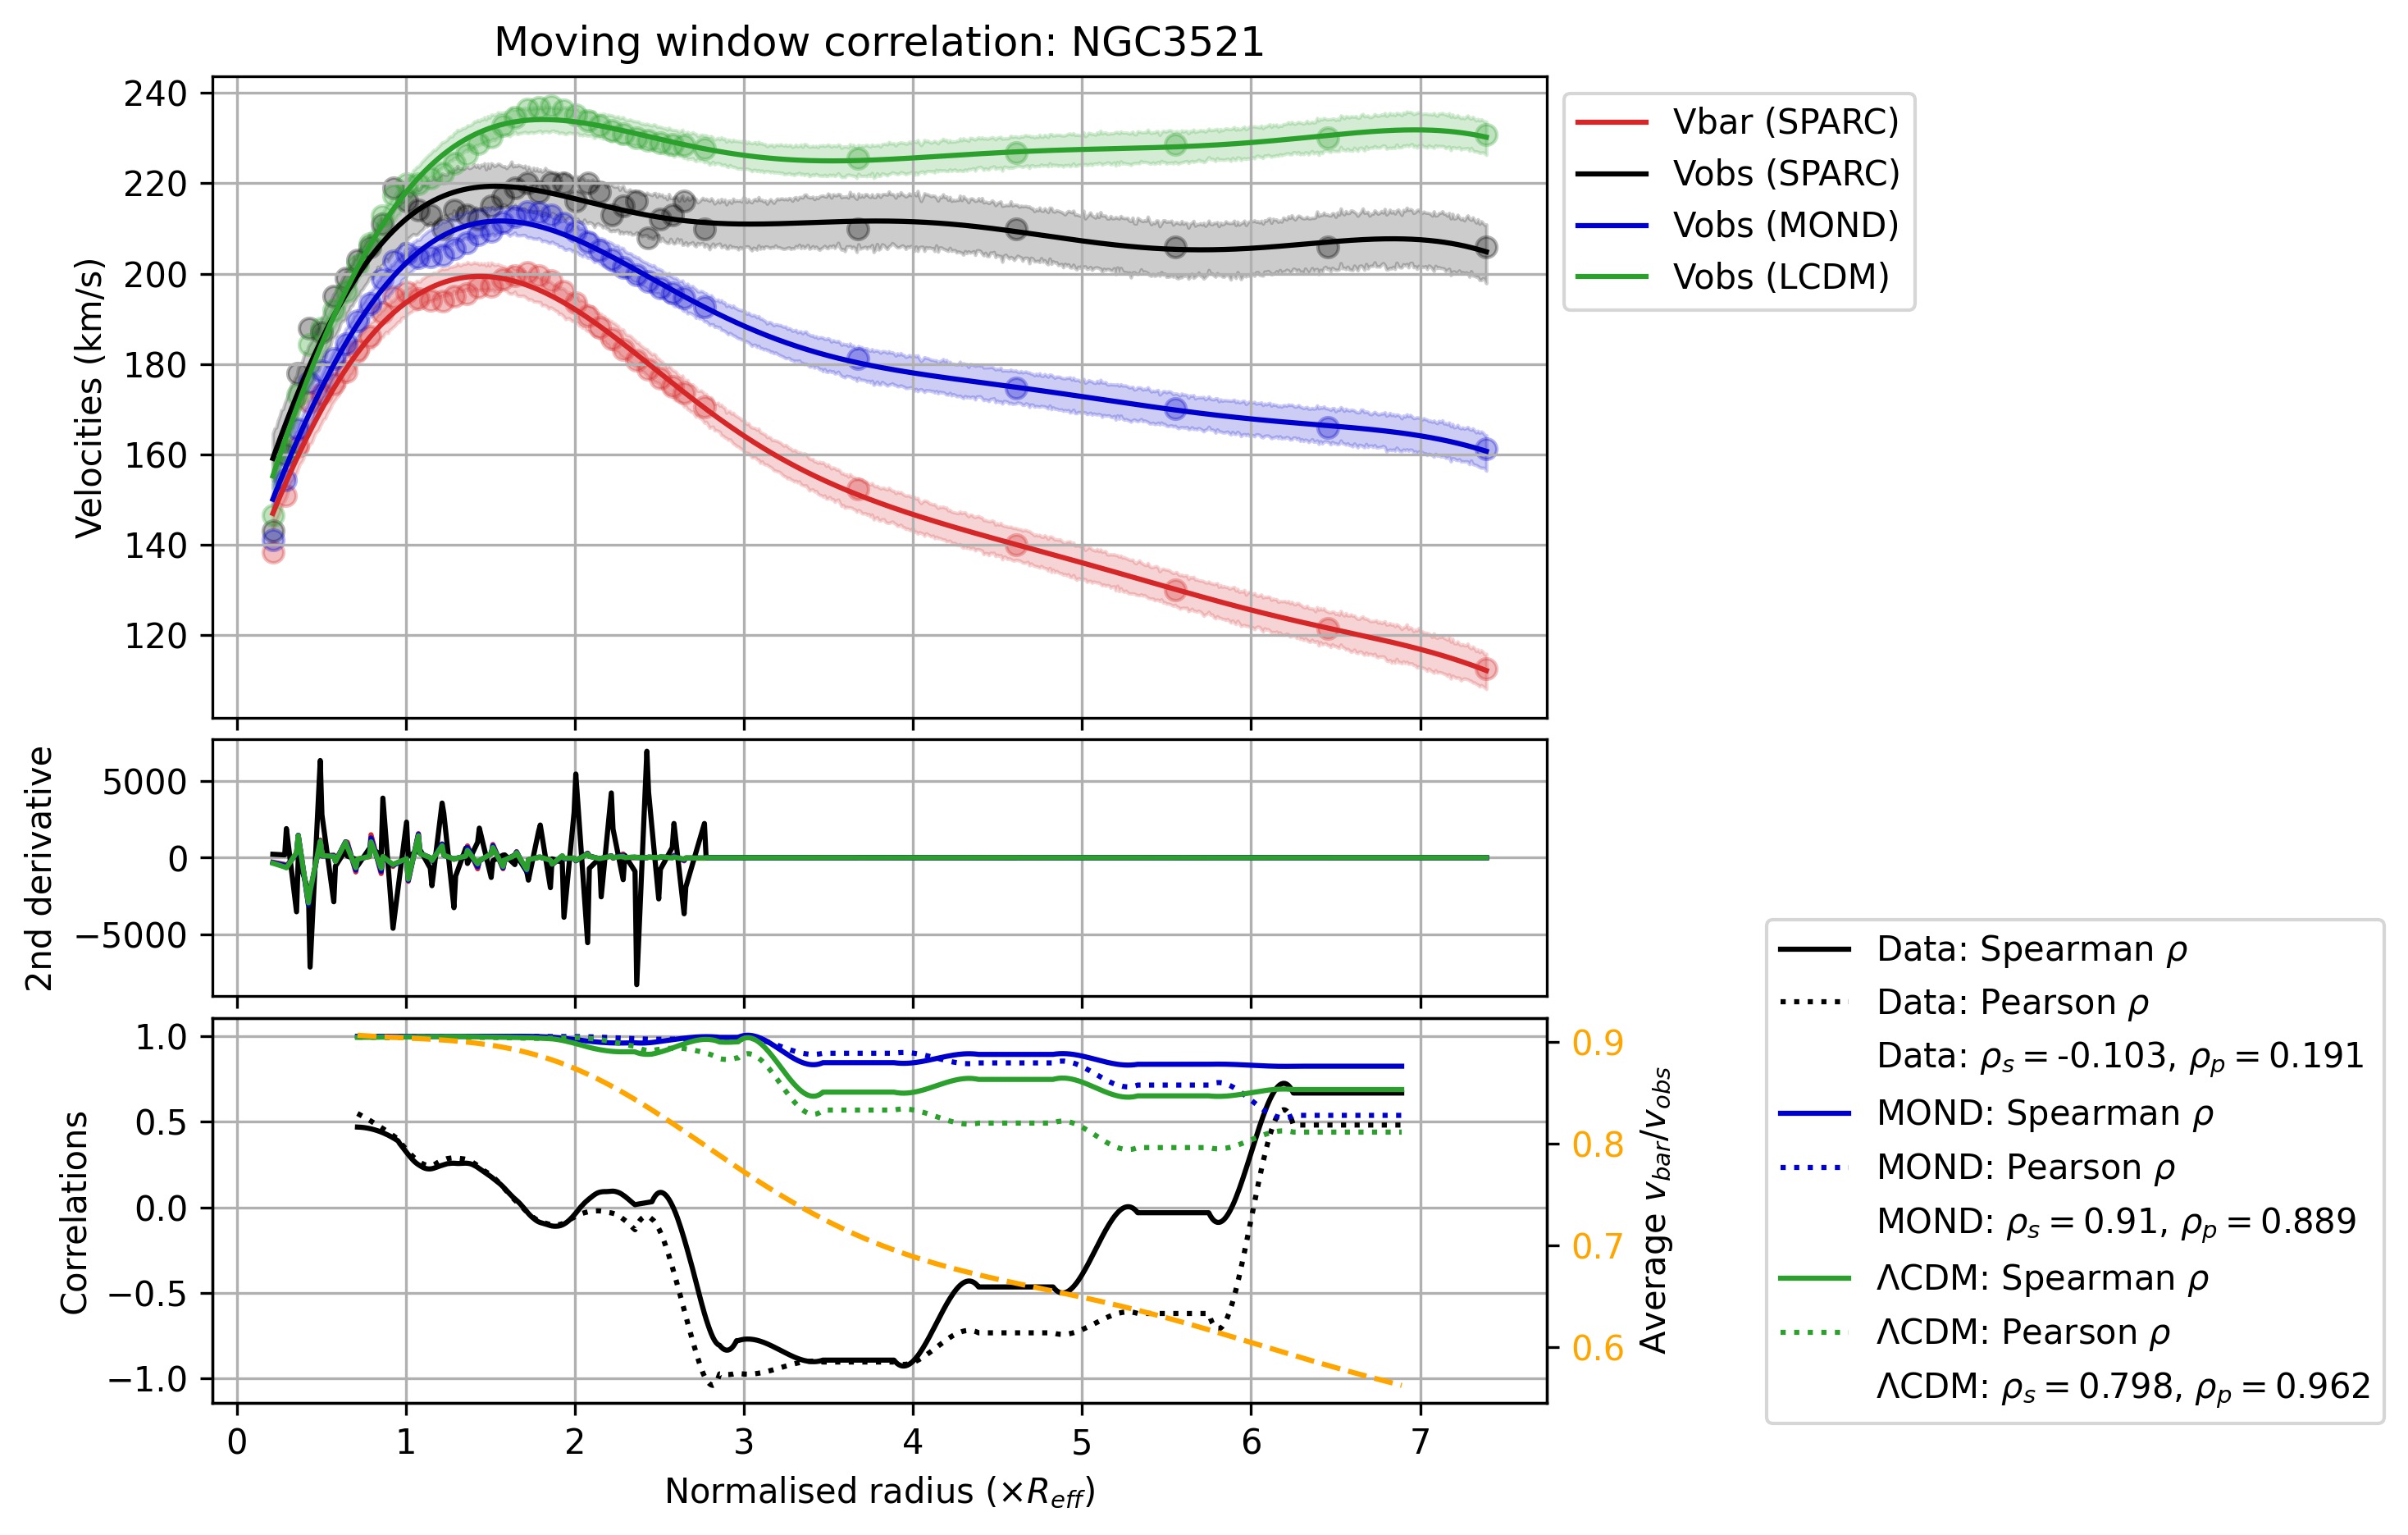 Moving window correlation: NGC3521
240
220
200
180
160
140
120
Velocities (km/s)
Vbar (SPARC)
Vobs (SPARC)
Vobs (MOND)
Vobs (LCDM)
5000
0
−5000
2nd derivative
1.0
0.5
0.0
−0.5
−1.0
Correlations
0.9
0.8
0.7
0.6
Average v_bar/v_obs
0 1 2 3 4 5 6 7
Normalised radius (×R_eff)
Data: Spearman ρ
Data: Pearson ρ
Data: ρ_s = -0.103, ρ_p = 0.191
MOND: Spearman ρ
MOND: Pearson ρ
MOND: ρ_s = 0.91, ρ_p = 0.889
ΛCDM: Spearman ρ
ΛCDM: Pearson ρ
ΛCDM: ρ_s = 0.798, ρ_p = 0.962